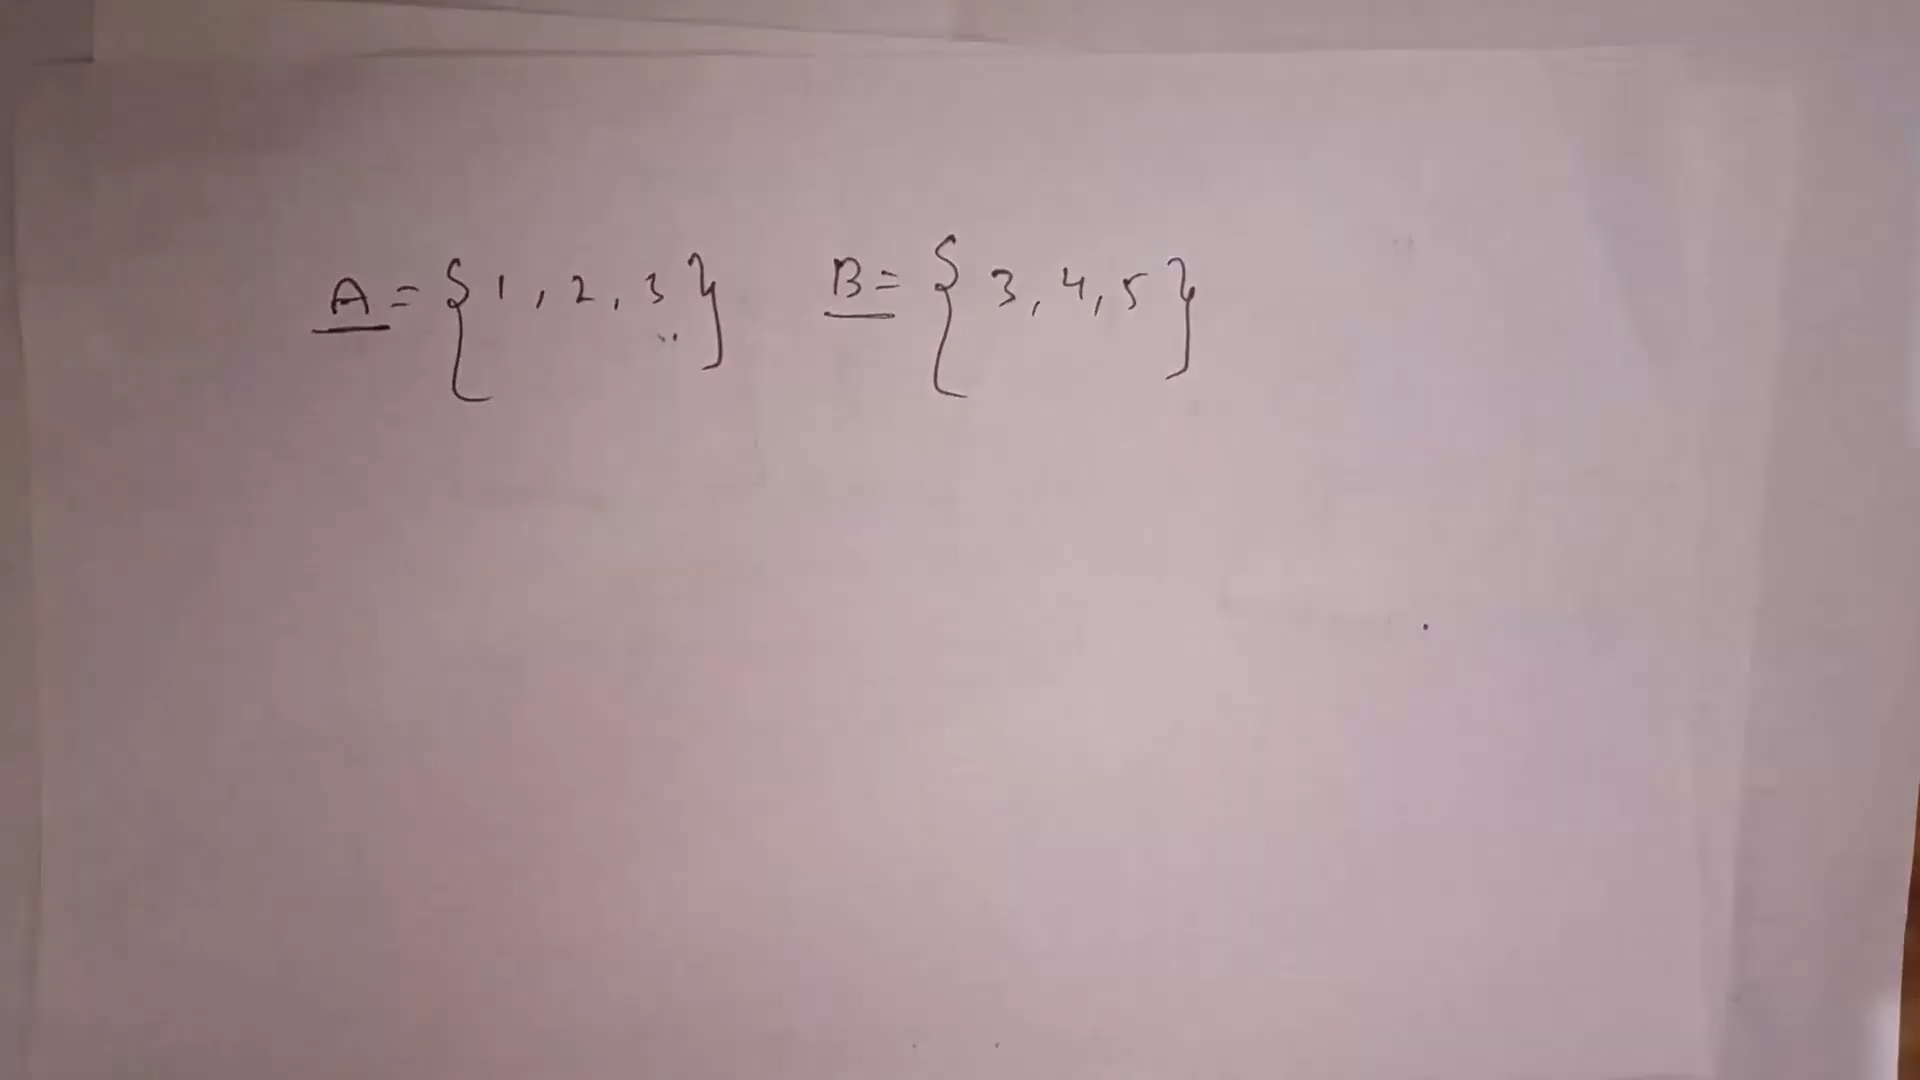 A = {1, 2, 3} B = {3, 4, 5}